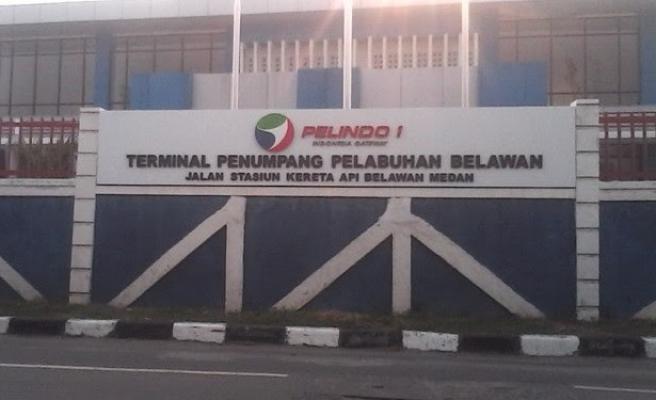 PELINDO 1
INDONESIA GATEWAY
TERMINAL PENUMPANG PELABUHAN BELAWAN
JALAN STASIUN KERETA API BELAWAN MEDAN